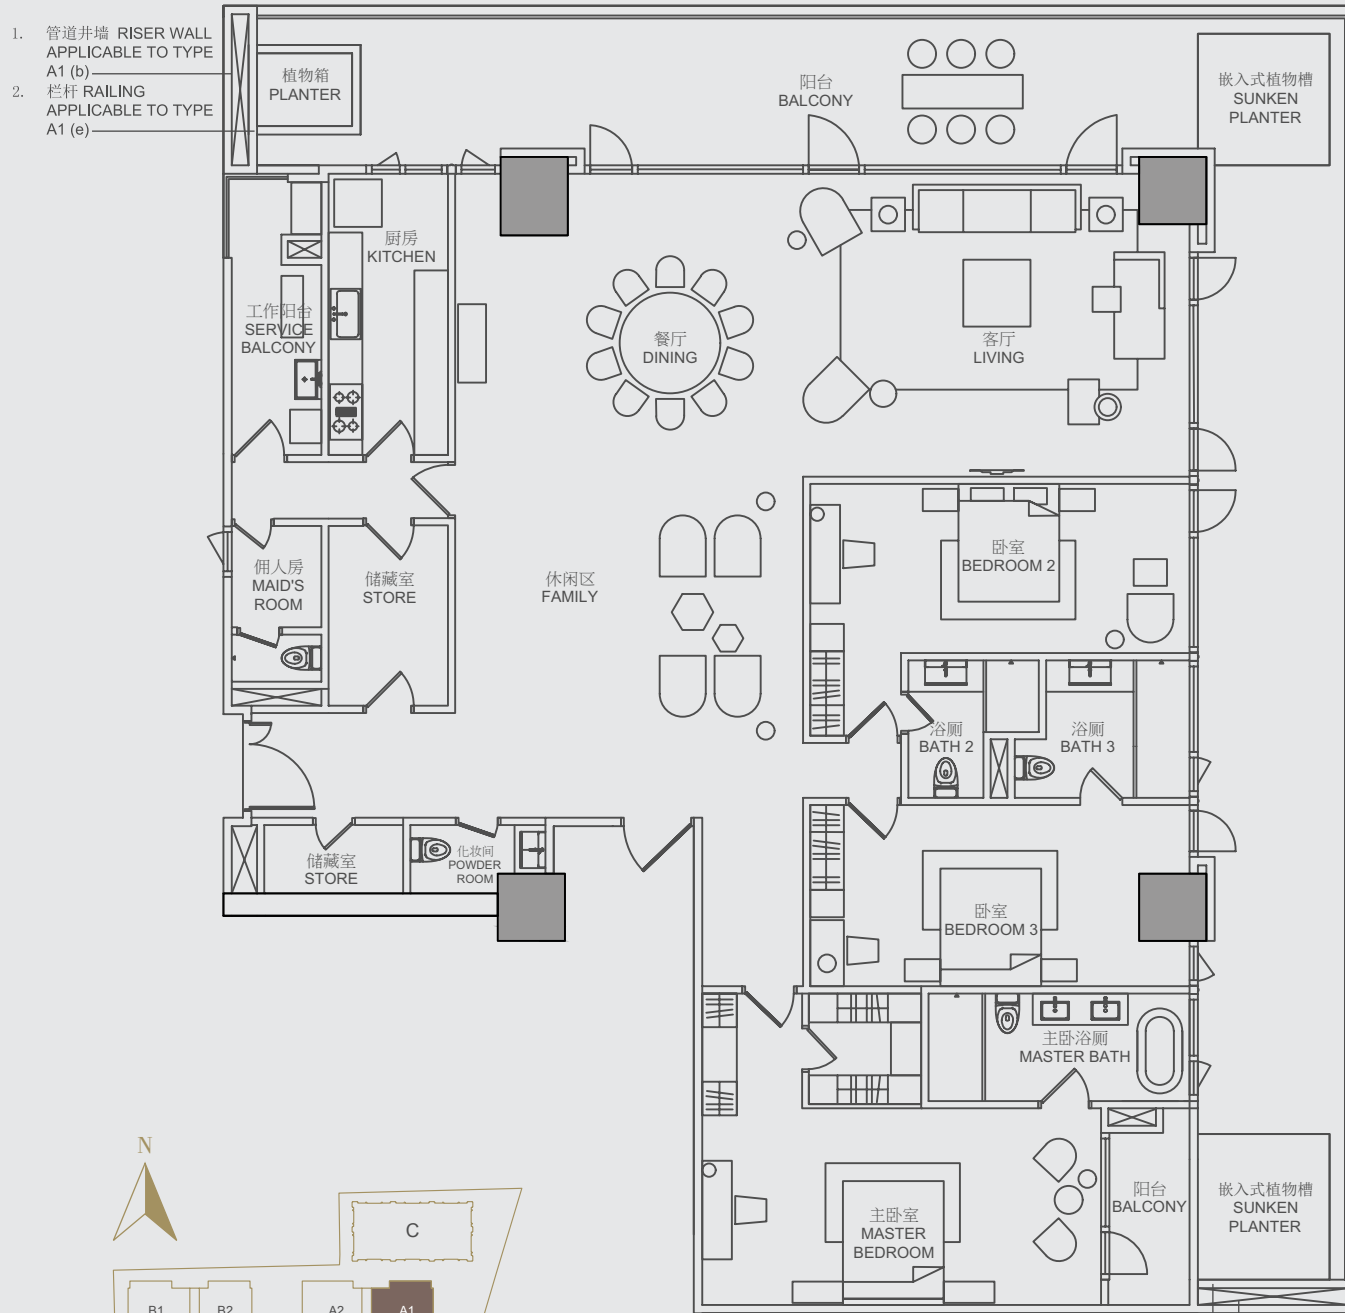 1. 管道井墙 RISER WALL
APPLICABLE TO TYPE
A1 (b)
2. 栏杆 RAILING
APPLICABLE TO TYPE
A1 (e)
植物箱
PLANTER
阳台
BALCONY
嵌入式植物槽
SUNKEN
PLANTER
厨房
KITCHEN
工作阳台
SERVICE
BALCONY
餐厅
DINING
客厅
LIVING
卧室
BEDROOM 2
佣人房
MAID'S
ROOM
储藏室
STORE
休闲区
FAMILY
浴厕
BATH 2
浴厕
BATH 3
储藏室
STORE
化妆间
POWDER
ROOM
卧室
BEDROOM 3
主卧浴厕
MASTER BATH
主卧室
MASTER
BEDROOM
阳台
BALCONY
嵌入式植物槽
SUNKEN
PLANTER
N
C
B1
B2
A2
A1